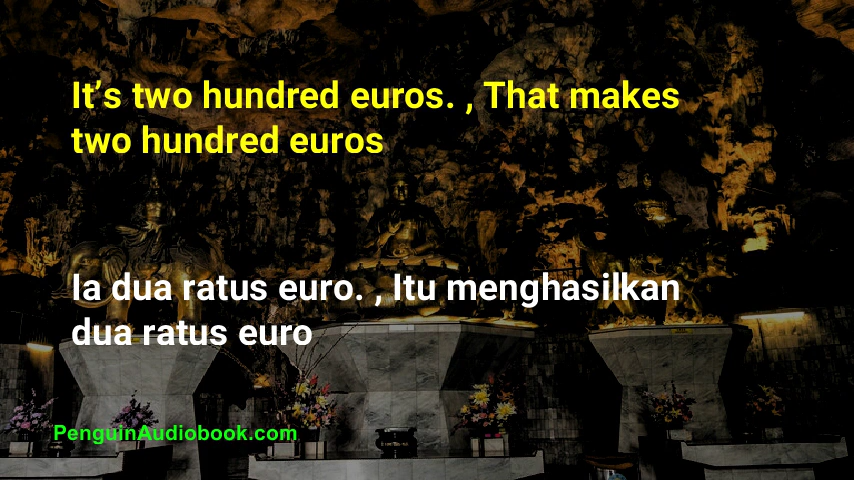 It’s two hundred euros. , That makes
two hundred euros
Ia dua ratus euro. , Itu menghasilkan
dua ratus euro
PenguinAudiobook.com